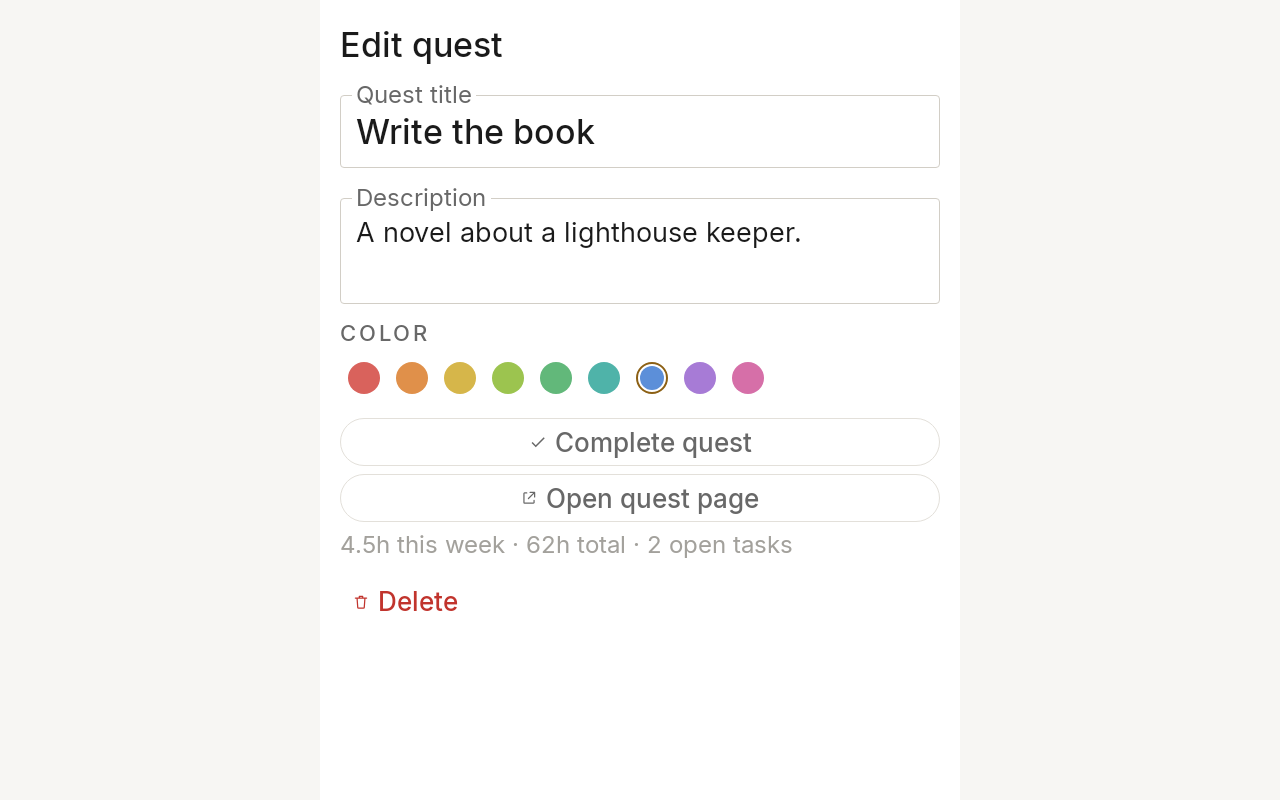 Edit quest
Quest title
Write the book
Description
A novel about a lighthouse keeper.
COLOR
Complete quest
Open quest page
4.5h this week · 62h total · 2 open tasks
Delete